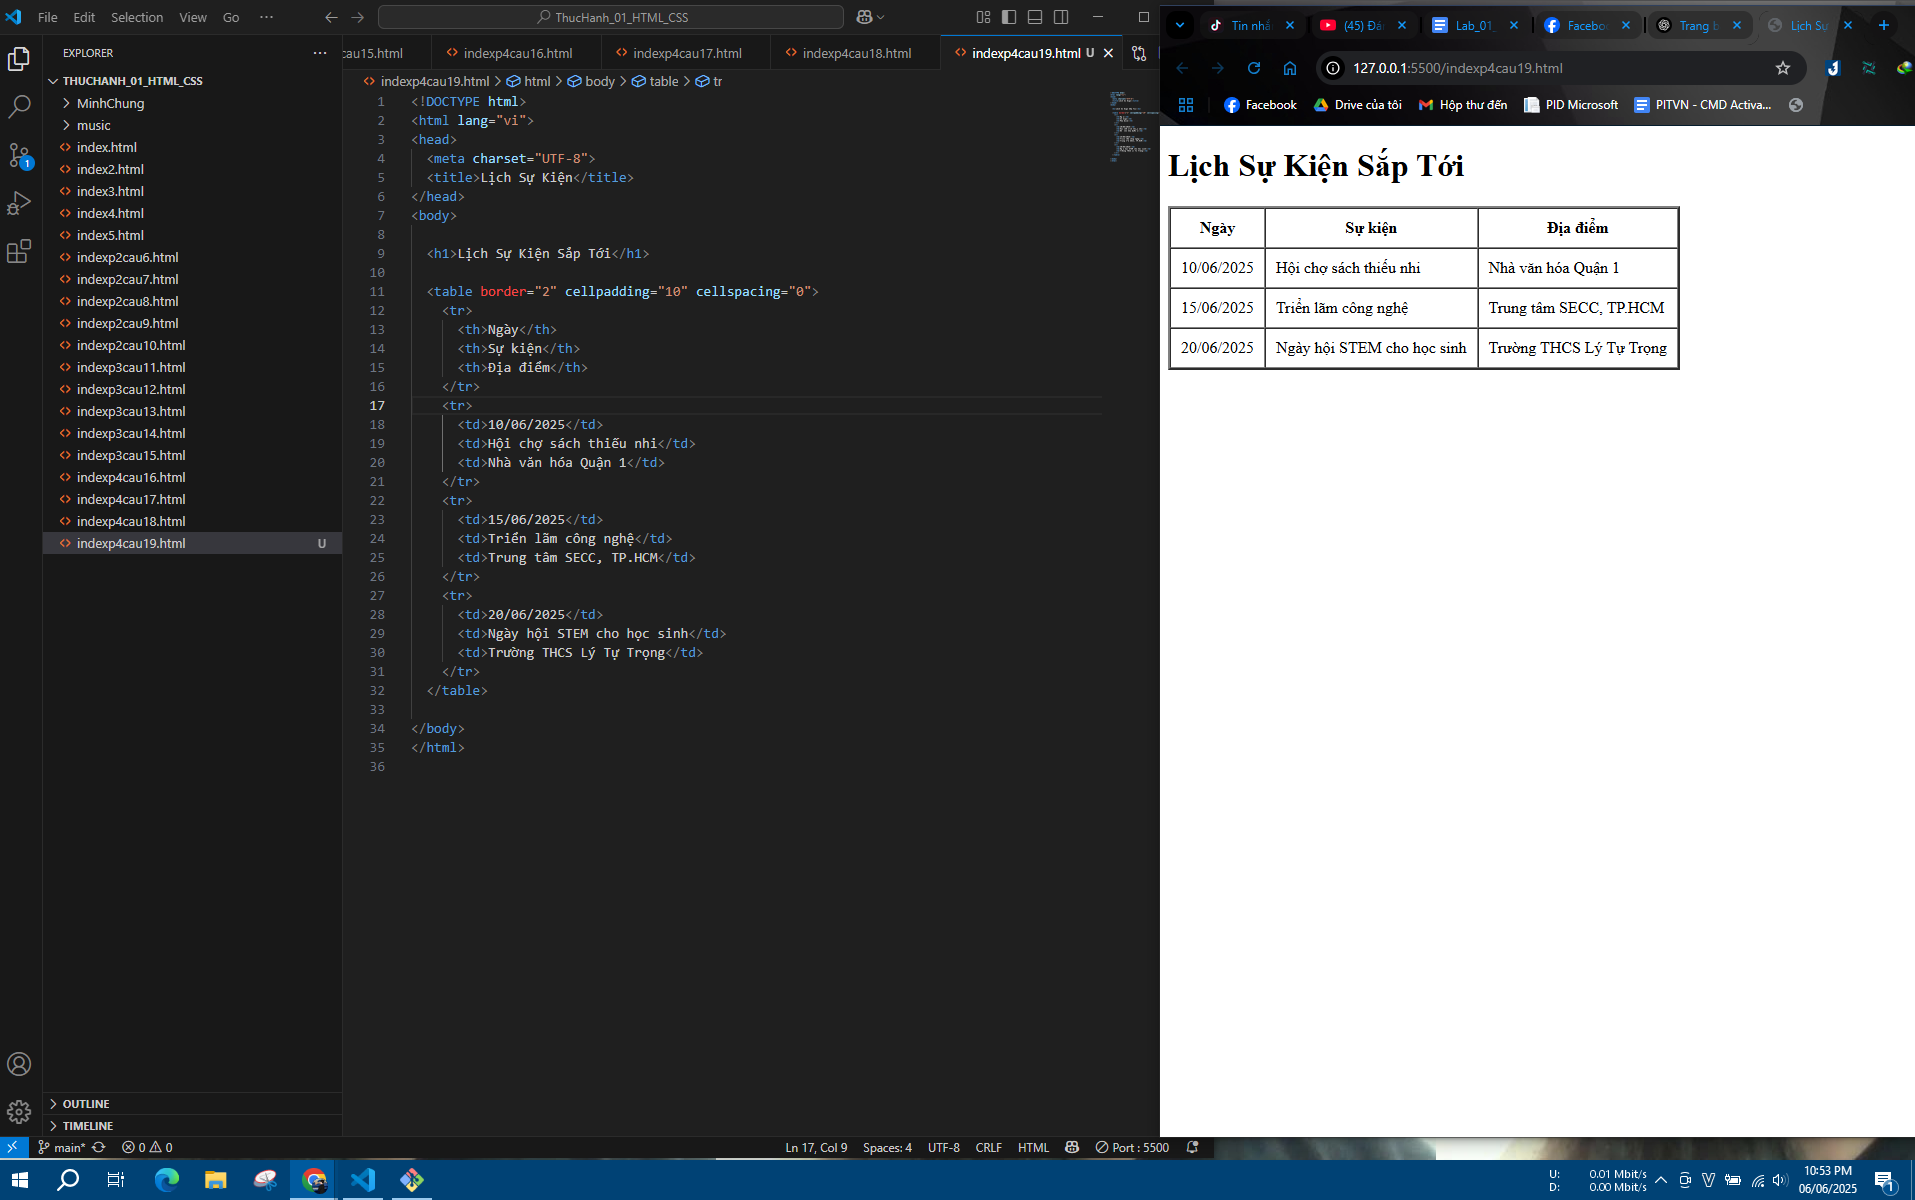 File Edit Selection View Go ··· ThucHanh_01_HTML_CSS
EXPLORER
THUCHANH_01_HTML_CSS
MinhChung
music
index.html
index2.html
index3.html
index4.html
index5.html
indexp2cau6.html
indexp2cau7.html
indexp2cau8.html
indexp2cau9.html
indexp2cau10.html
indexp3cau11.html
indexp3cau12.html
indexp3cau13.html
indexp3cau14.html
indexp3cau15.html
indexp4cau16.html
indexp4cau17.html
indexp4cau18.html
indexp4cau19.html U
OUTLINE
TIMELINE
cau15.html indexp4cau16.html indexp4cau17.html indexp4cau18.html indexp4cau19.html U
indexp4cau19.html > html > body > table > tr
1 <!DOCTYPE html>
2 <html lang="vi">
3 <head>
4 <meta charset="UTF-8">
5 <title>Lịch Sự Kiện</title>
6 </head>
7 <body>
8
9 <h1>Lịch Sự Kiện Sắp Tới</h1>
10
11 <table border="2" cellpadding="10" cellspacing="0">
12 <tr>
13 <th>Ngày</th>
14 <th>Sự kiện</th>
15 <th>Địa điểm</th>
16 </tr>
17 <tr>
18 <td>10/06/2025</td>
19 <td>Hội chợ sách thiếu nhi</td>
20 <td>Nhà văn hóa Quận 1</td>
21 </tr>
22 <tr>
23 <td>15/06/2025</td>
24 <td>Triển lãm công nghệ</td>
25 <td>Trung tâm SECC, TP.HCM</td>
26 </tr>
27 <tr>
28 <td>20/06/2025</td>
29 <td>Ngày hội STEM cho học sinh</td>
30 <td>Trường THCS Lý Tự Trọng</td>
31 </tr>
32 </table>
33
34 </body>
35 </html>
36
1
main* 0 0 Ln 17, Col 9 Spaces: 4 UTF-8 CRLF HTML Port : 5500
Tin nhắ (45) Đá Lab_01_ Faceboo Trang b Lịch Sự
127.0.0.1:5500/indexp4cau19.html
Facebook Drive của tôi Hộp thư đến PID Microsoft PITVN - CMD Activa...
Lịch Sự Kiện Sắp Tới
Ngày Sự kiện Địa điểm
10/06/2025 Hội chợ sách thiếu nhi Nhà văn hóa Quận 1
15/06/2025 Triển lãm công nghệ Trung tâm SECC, TP.HCM
20/06/2025 Ngày hội STEM cho học sinh Trường THCS Lý Tự Trọng
U: 0.01 Mbit/s
D: 0.00 Mbit/s
10:53 PM
06/06/2025
1